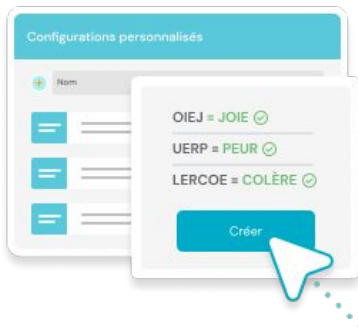 Configurations personnalisés
Nom
OIEJ = JOIE
UERP = PEUR
LERCOE = COLÈRE
Créer